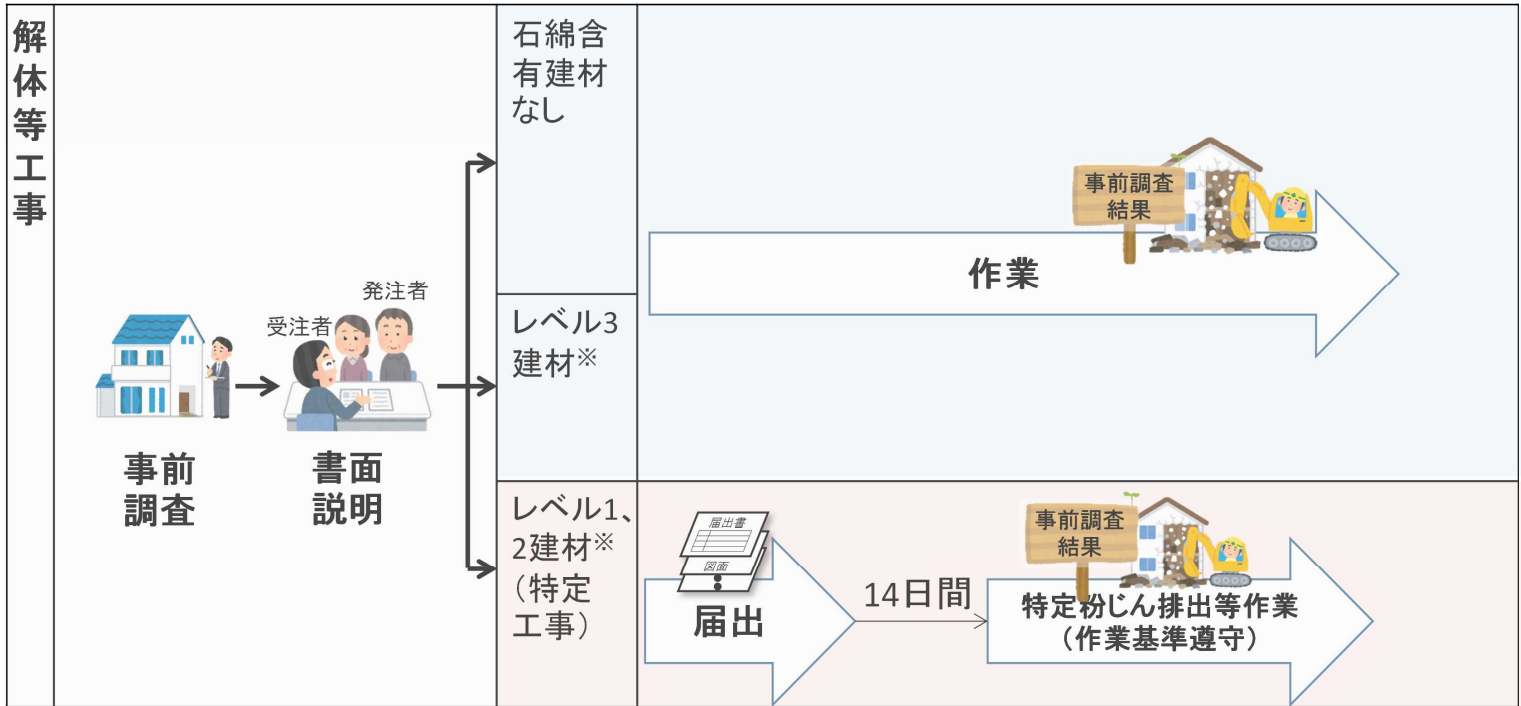 解体等工事
受注者
発注者
事前
調査
書面
説明
石綿含
有建材
なし
事前調査
結果
作業
レベル3
建材※
レベル1、
2建材※
（特定
工事）
届出書
図面
届出
14日間
事前調査
結果
特定粉じん排出等作業
（作業基準遵守）